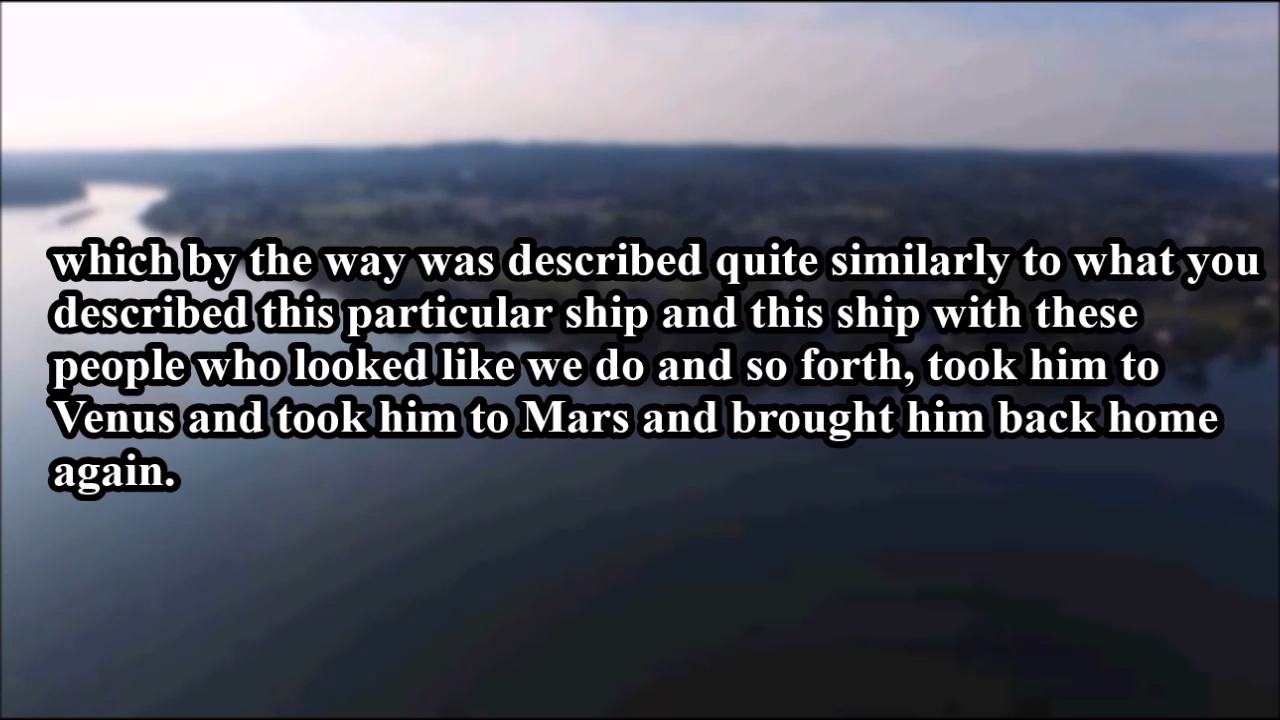 which by the way was described quite similarly to what you
described this particular ship and this ship with these
people who looked like we do and so forth, took him to
Venus and took him to Mars and brought him back home
again.